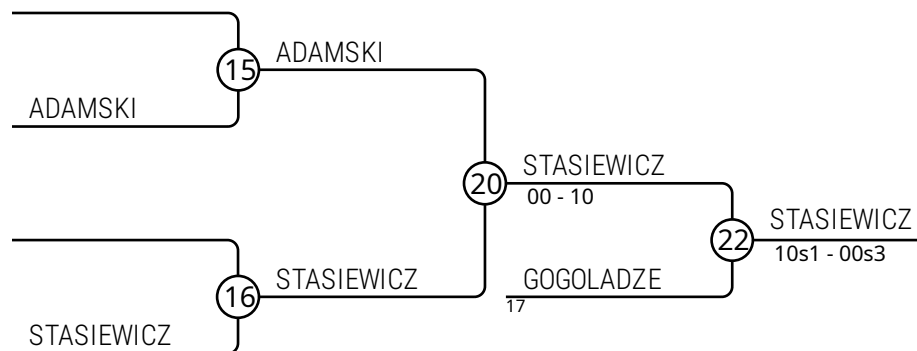 15
ADAMSKI
ADAMSKI
20
STASIEWICZ
00 - 10
22
STASIEWICZ
10s1 - 00s3
16
STASIEWICZ
GOGOLADZE
17
STASIEWICZ